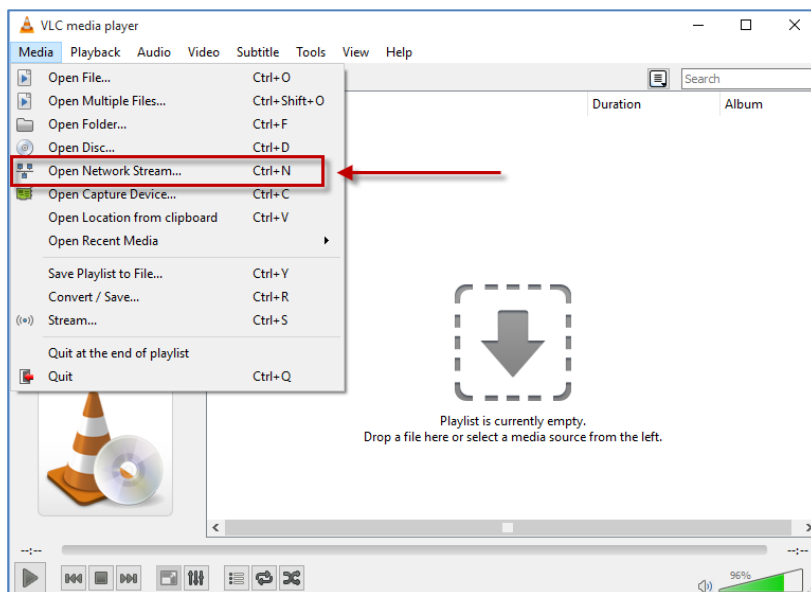 VLC media player
Media Playback Audio Video Subtitle Tools View Help
Open File... Ctrl+O
Open Multiple Files... Ctrl+Shift+O
Open Folder... Ctrl+F
Open Disc... Ctrl+D
Open Network Stream... Ctrl+N
Open Capture Device... Ctrl+C
Open Location from clipboard Ctrl+V
Open Recent Media
Save Playlist to File... Ctrl+Y
Convert / Save... Ctrl+R
Stream... Ctrl+S
Quit at the end of playlist
Quit Ctrl+Q
Search
Duration Album
Playlist is currently empty.
Drop a file here or select a media source from the left.
--:-- --:--
96%